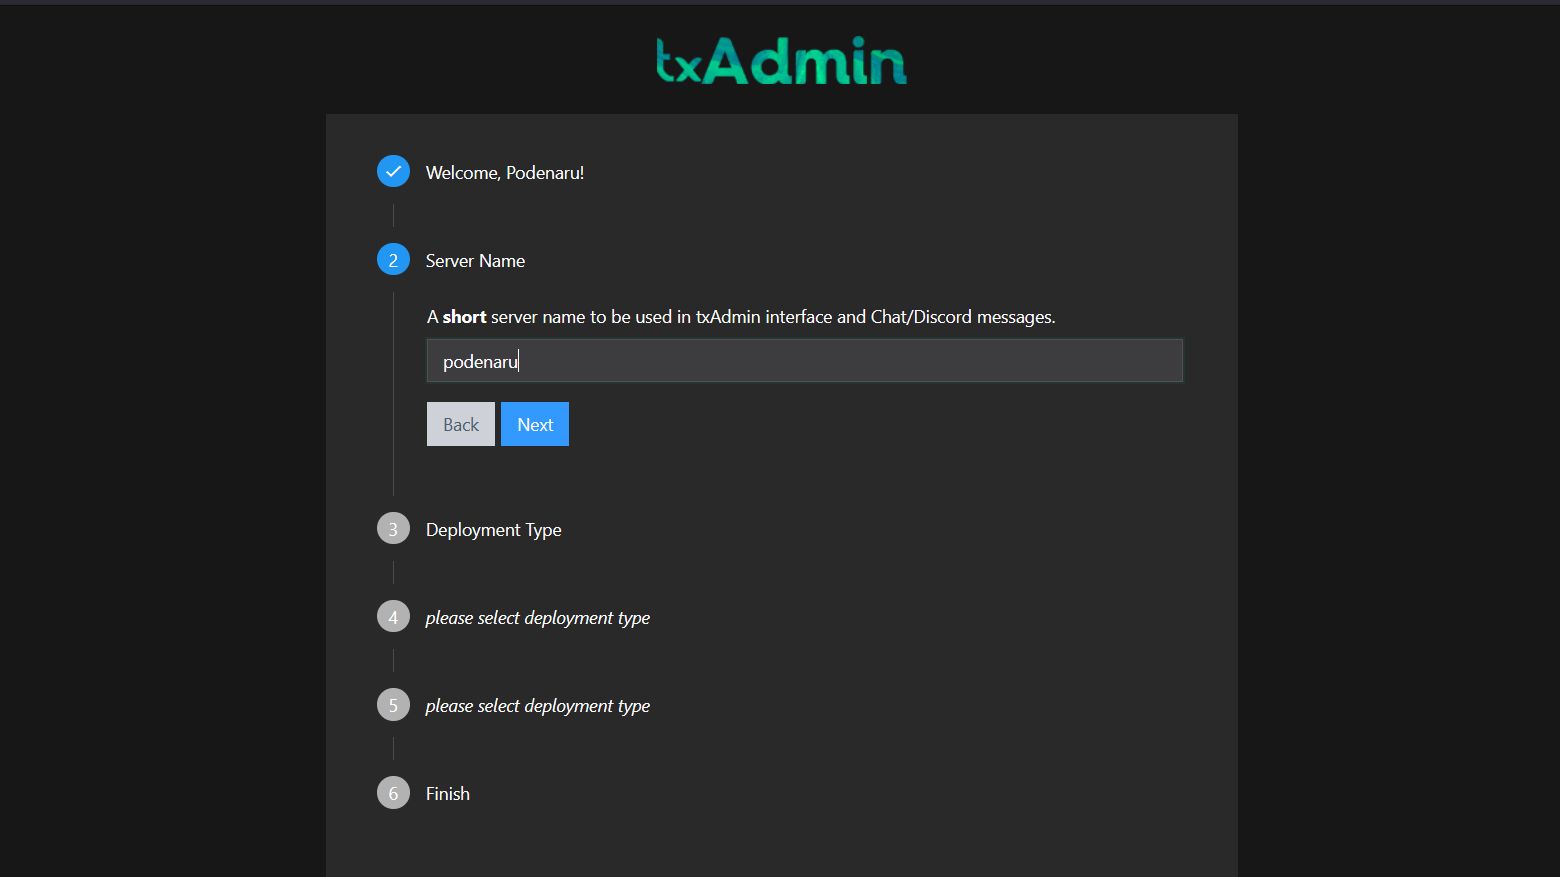 txAdmin
Welcome, Podenaru!
2 Server Name
A short server name to be used in txAdmin interface and Chat/Discord messages.
podenaru
Back Next
3 Deployment Type
4 please select deployment type
5 please select deployment type
6 Finish